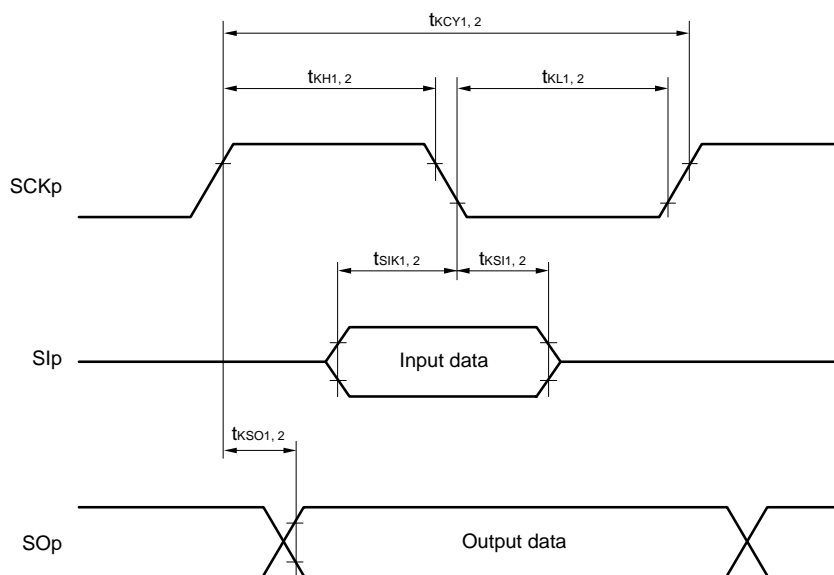 tKCY1, 2
tKH1, 2
tKL1, 2
SCKp
tSIK1, 2
tKSI1, 2
SIp
Input data
tKSO1, 2
SOp
Output data